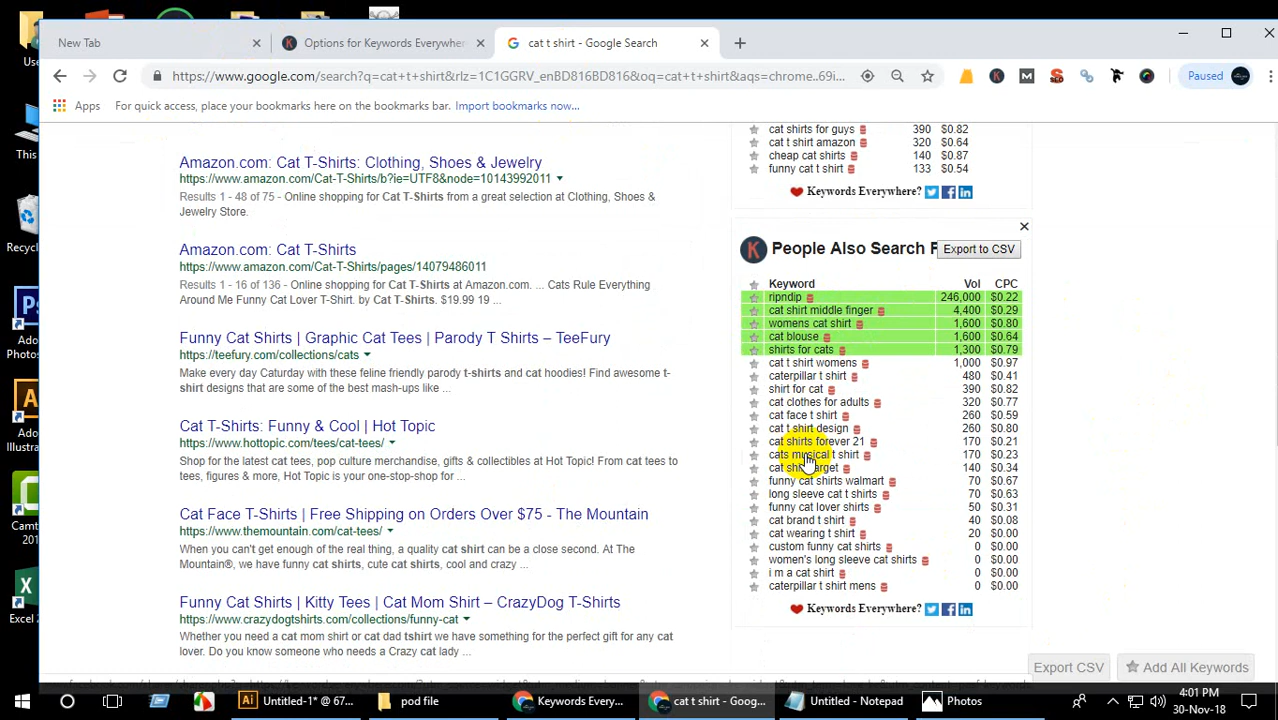 New Tab
Options for Keywords Everywhere
cat t shirt - Google Search
https://www.google.com/search?q=cat+t+shirt&rlz=1C1GGRV_enBD816BD816&oq=cat+t+shirt&aqs=chrome..69i...
Paused
Apps
For quick access, place your bookmarks here on the bookmarks bar. Import bookmarks now...
Use
This
Recycl
Ps
Adob
Photos
Ai
Ado
Illustr
Camt
20
Excel
Amazon.com: Cat T-Shirts: Clothing, Shoes & Jewelry
https://www.amazon.com/Cat-T-Shirts/b?ie=UTF8&node=10143992011
Results 1 - 48 of 75 - Online shopping for Cat T-Shirts from a great selection at Clothing, Shoes &
Jewelry Store.
Amazon.com: Cat T-Shirts
https://www.amazon.com/Cat-T-Shirts/pages/14079486011
Results 1 - 16 of 136 - Online shopping for Cat T-Shirts at Amazon.com. ... Cats Rule Everything
Around Me Funny Cat Lover T-Shirt. by Cat T-Shirts. $19.99 19 ...
Funny Cat Shirts | Graphic Cat Tees | Parody T Shirts – TeeFury
https://teefury.com/collections/cats
Make every day Caturday with these feline friendly parody t-shirts and cat hoodies! Find awesome t-
shirt designs that are some of the best mash-ups like ...
Cat T-Shirts: Funny & Cool | Hot Topic
https://www.hottopic.com/tees/cat-tees/
Shop for the latest cat tees, pop culture merchandise, gifts & collectibles at Hot Topic! From cat tees to
tees, figures & more, Hot Topic is your one-stop-shop for ...
Cat Face T-Shirts | Free Shipping on Orders Over $75 - The Mountain
https://www.themountain.com/cat-tees/
When you can't get enough of the real thing, a quality cat shirt can be a close second. At The
Mountain®, we have funny cat shirts, cute cat shirts, cool and crazy ...
Funny Cat Shirts | Kitty Tees | Cat Mom Shirt – CrazyDog T-Shirts
https://www.crazydogtshirts.com/collections/funny-cat
Whether you need a cat mom shirt or cat dad tshirt we have something for the perfect gift for any cat
lover. Do you know someone who needs a Crazy cat lady ...
cat shirts for guys 390 $0.82
cat t shirt amazon 320 $0.64
cheap cat shirts 140 $0.87
funny cat t shirt 133 $0.54
Keywords Everywhere?
K People Also Search F Export to CSV
Keyword Vol CPC
ripndip 246,000 $0.22
cat shirt middle finger 4,400 $0.29
womens cat shirt 1,600 $0.80
cat blouse 1,600 $0.64
shirts for cats 1,300 $0.79
cat t shirt womens 1,000 $0.97
caterpillar t shirt 480 $0.41
shirt for cat 390 $0.82
cat clothes for adults 320 $0.77
cat face t shirt 260 $0.59
cat t shirt design 260 $0.80
cat shirts forever 21 170 $0.21
cats musical t shirt 170 $0.23
cat shirt target 140 $0.34
funny cat shirts walmart 70 $0.67
long sleeve cat t shirts 70 $0.63
funny cat lover shirts 50 $0.31
cat brand t shirt 40 $0.08
cat wearing t shirt 20 $0.00
custom funny cat shirts 0 $0.00
women's long sleeve cat shirts 0 $0.00
i m a cat shirt 0 $0.00
caterpillar t shirt mens 0 $0.00
Keywords Everywhere?
Export CSV
Add All Keywords
Untitled-1* @ 67...
pod file
Keywords Every...
cat t shirt - Goog...
Untitled - Notepad
Photos
4:01 PM
30-Nov-18